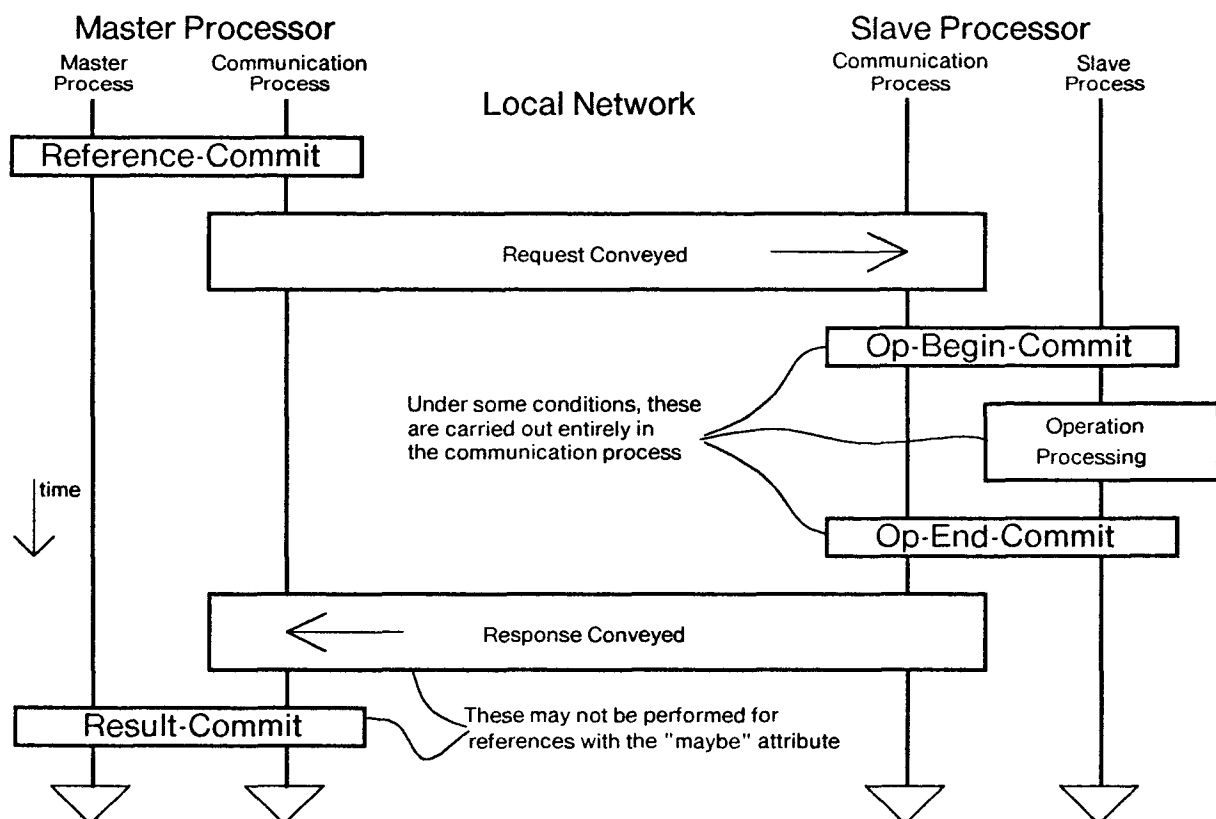 Master Processor
Slave Processor
Master
Process
Communication
Process
Communication
Process
Slave
Process
Local Network
Reference-Commit
Request Conveyed
Op-Begin-Commit
Under some conditions, these
are carried out entirely in
the communication process
Operation
Processing
time
Op-End-Commit
Response Conveyed
Result-Commit
These may not be performed for
references with the "maybe" attribute